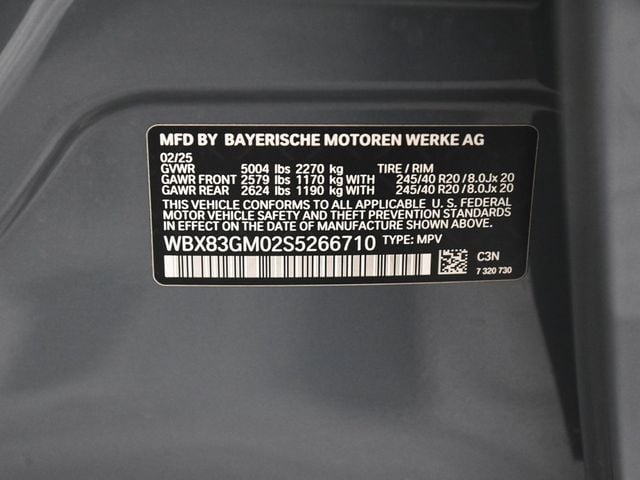 MFD BY BAYERISCHE MOTOREN WERKE AG
02/25
GVWR 5004 lbs 2270 kg TIRE / RIM
GAWR FRONT 2579 lbs 1170 kg WITH 245/40 R20 / 8.0Jx 20
GAWR REAR 2624 lbs 1190 kg WITH 245/40 R20 / 8.0Jx 20
THIS VEHICLE CONFORMS TO ALL APPLICABLE U. S. FEDERAL
MOTOR VEHICLE SAFETY AND THEFT PREVENTION STANDARDS
IN EFFECT ON THE DATE OF MANUFACTURE SHOWN ABOVE.
WBX83GM02S5266710 TYPE: MPV
C3N
7 320 730